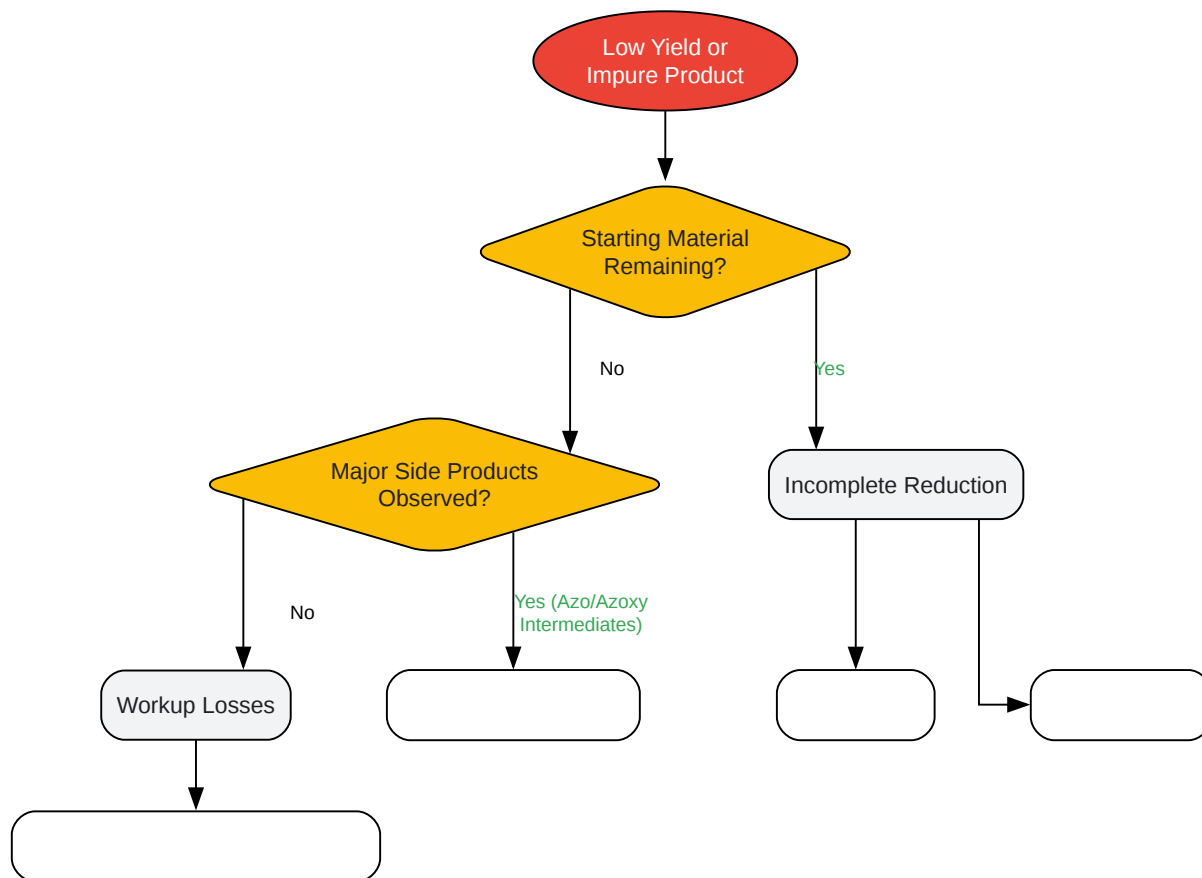 Low Yield or
Impure Product
Starting Material
Remaining?
No
Yes
Major Side Products
Observed?
Incomplete Reduction
No
Yes (Azo/Azoxy
Intermediates)
Workup Losses